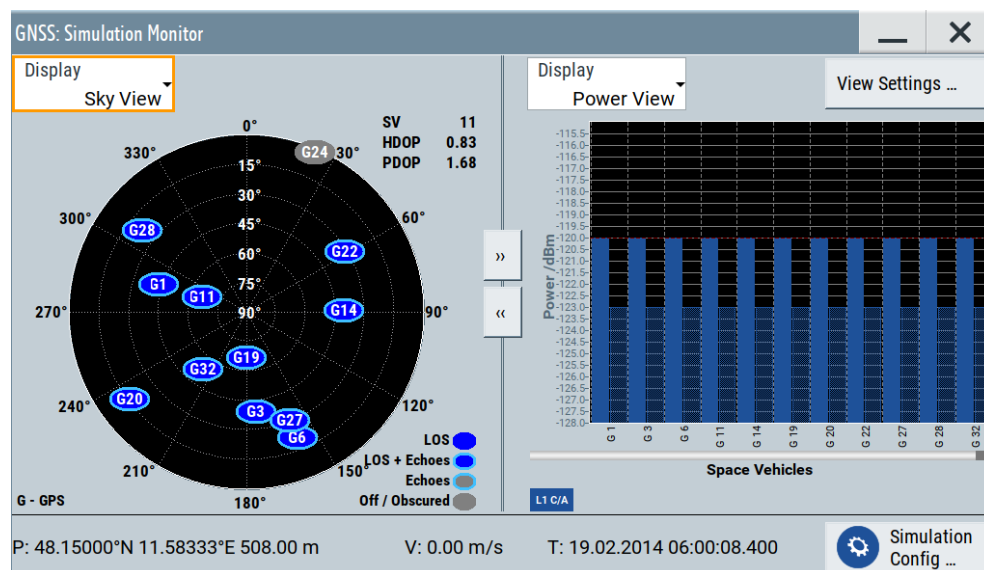 GNSS: Simulation Monitor
Display
Sky View
SV 11
HDOP 0.83
PDOP 1.68
0°
330°
G24
30°
15°
30°
300°
45°
60°
G28
G22
60°
G1
75°
G11
270°
90°
G14
90°
G19
G32
G20
240°
G3
120°
G27
G6
LOS
LOS + Echoes
210°
150°
Echoes
G - GPS
180°
Off / Obscured
»
«
Display
Power View
View Settings ...
Power /dBm
-115.5
-116.0
-116.5
-117.0
-117.5
-118.0
-118.5
-119.0
-119.5
-120.0
-120.5
-121.0
-121.5
-122.0
-122.5
-123.0
-123.5
-124.0
-124.5
-125.0
-125.5
-126.0
-126.5
-127.0
-127.5
-128.0
G 1
G 3
G 6
G 11
G 14
G 19
G 20
G 22
G 27
G 28
G 32
Space Vehicles
L1 C/A
P: 48.15000°N 11.58333°E 508.00 m V: 0.00 m/s T: 19.02.2014 06:00:08.400
Simulation
Config ...